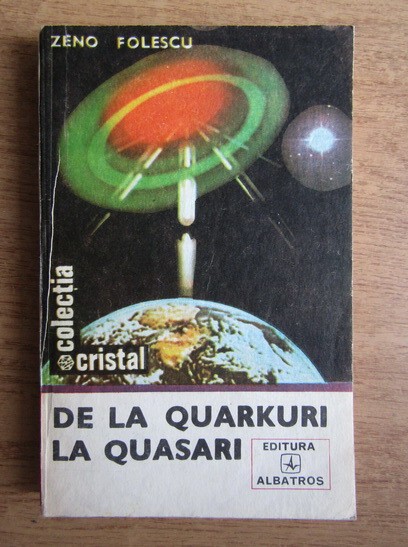 ZENO FOLESCU
colecția
cristal
DE LA QUARKURI
LA QUASARI
EDITURA
ALBATROS